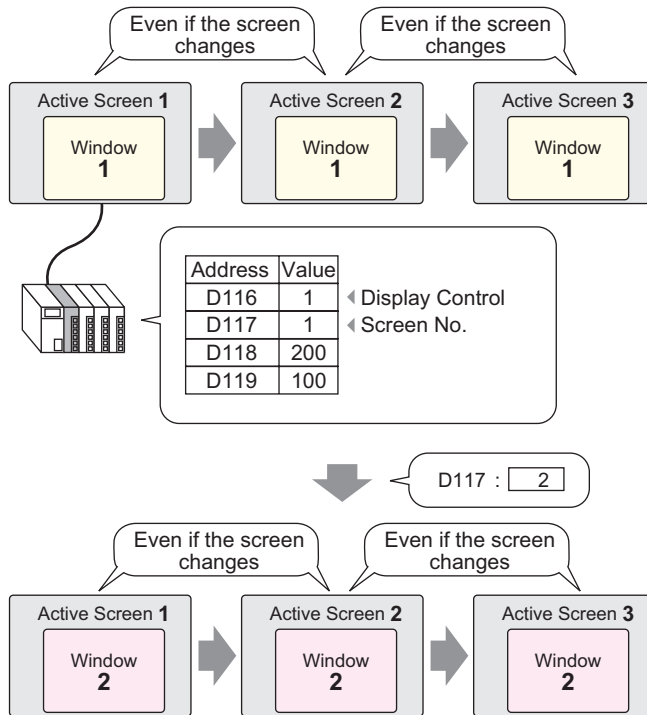 Even if the screen
changes
Even if the screen
changes
Active Screen 1
Window
1
Active Screen 2
Window
1
Active Screen 3
Window
1
Address Value
D116 1 Display Control
D117 1 Screen No.
D118 200
D119 100
D117 : 2
Even if the screen
changes
Even if the screen
changes
Active Screen 1
Window
2
Active Screen 2
Window
2
Active Screen 3
Window
2